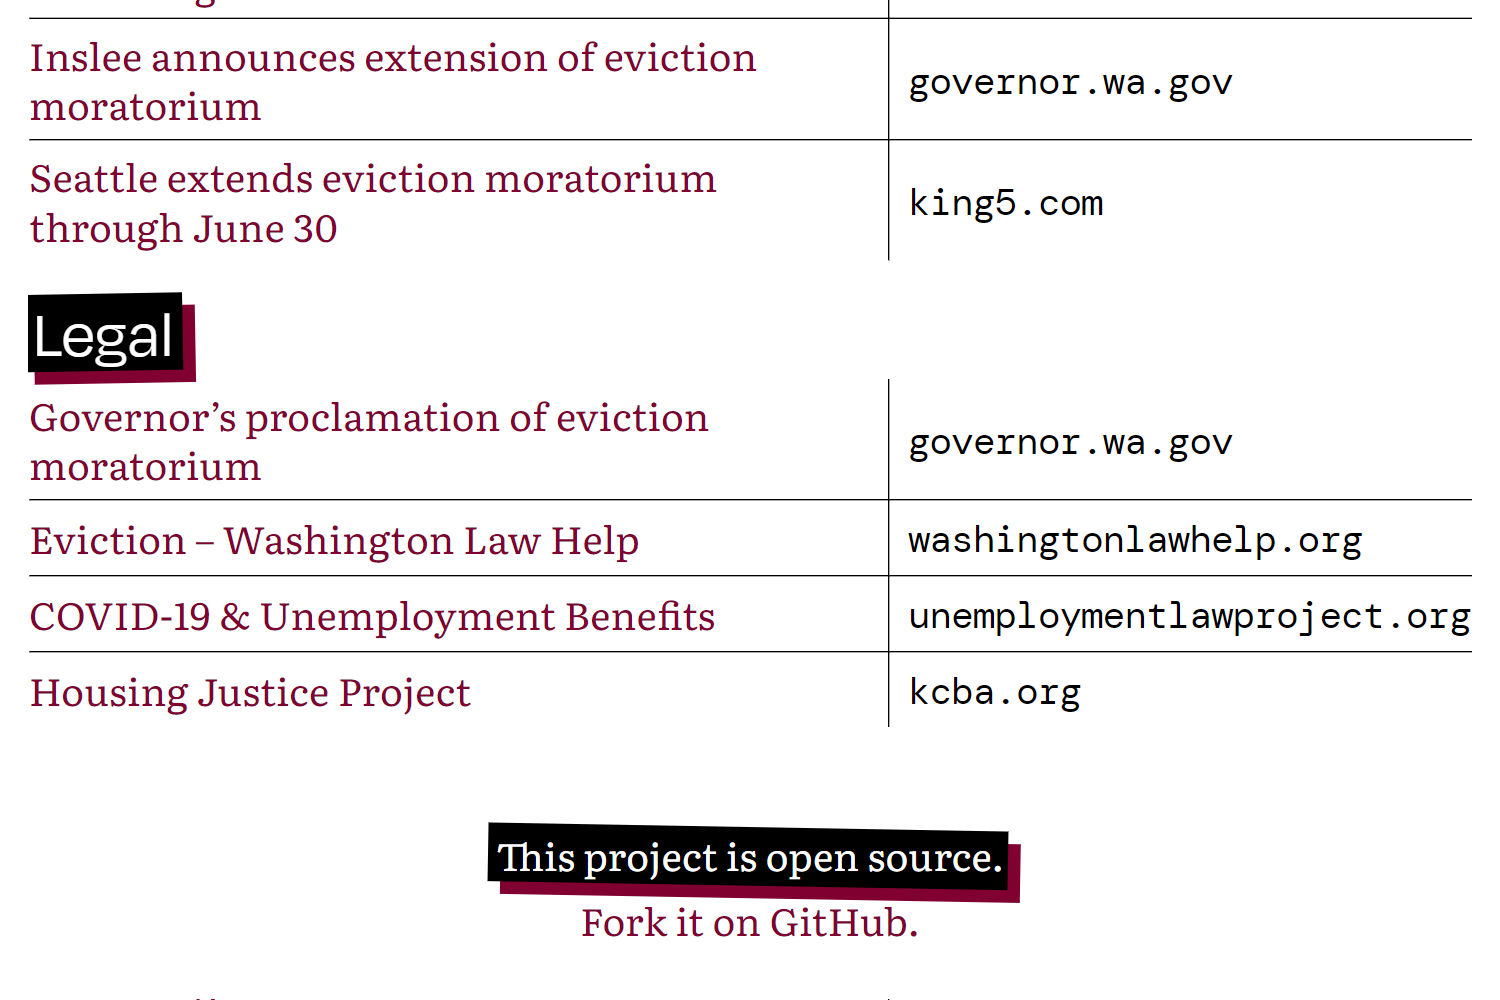 Inslee announces extension of eviction
moratorium
governor.wa.gov
Seattle extends eviction moratorium
through June 30
king5.com
Legal
Governor’s proclamation of eviction
moratorium
governor.wa.gov
Eviction – Washington Law Help
washingtonlawhelp.org
COVID-19 & Unemployment Benefits
unemploymentlawproject.org
Housing Justice Project
kcba.org
This project is open source.
Fork it on GitHub.